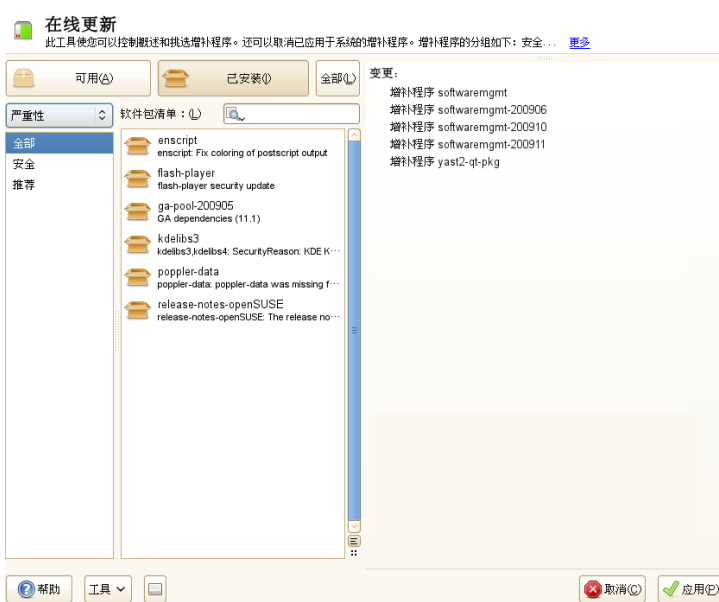 在线更新
此工具使您可以控制概述和挑选增补程序。还可以取消已应用于系统的增补程序。增补程序的分组如下：安全... 更多
可用(A)
已安装(I)
全部(L)
严重性
软件包清单：(L)
全部
安全
推荐
enscript
enscript: Fix coloring of postscript output
flash-player
flash-player security update
ga-pool-200905
GA dependencies (11.1)
kdelibs3
kdelibs3,kdelibs4: SecurityReason: KDE K···
poppler-data
poppler-data: poppler-data was missing f···
release-notes-openSUSE
release-notes-openSUSE: The release no···
变更:
增补程序 softwaremgmt
增补程序 softwaremgmt-200906
增补程序 softwaremgmt-200910
增补程序 softwaremgmt-200911
增补程序 yast2-qt-pkg
帮助
工具
取消(C)
应用(P)